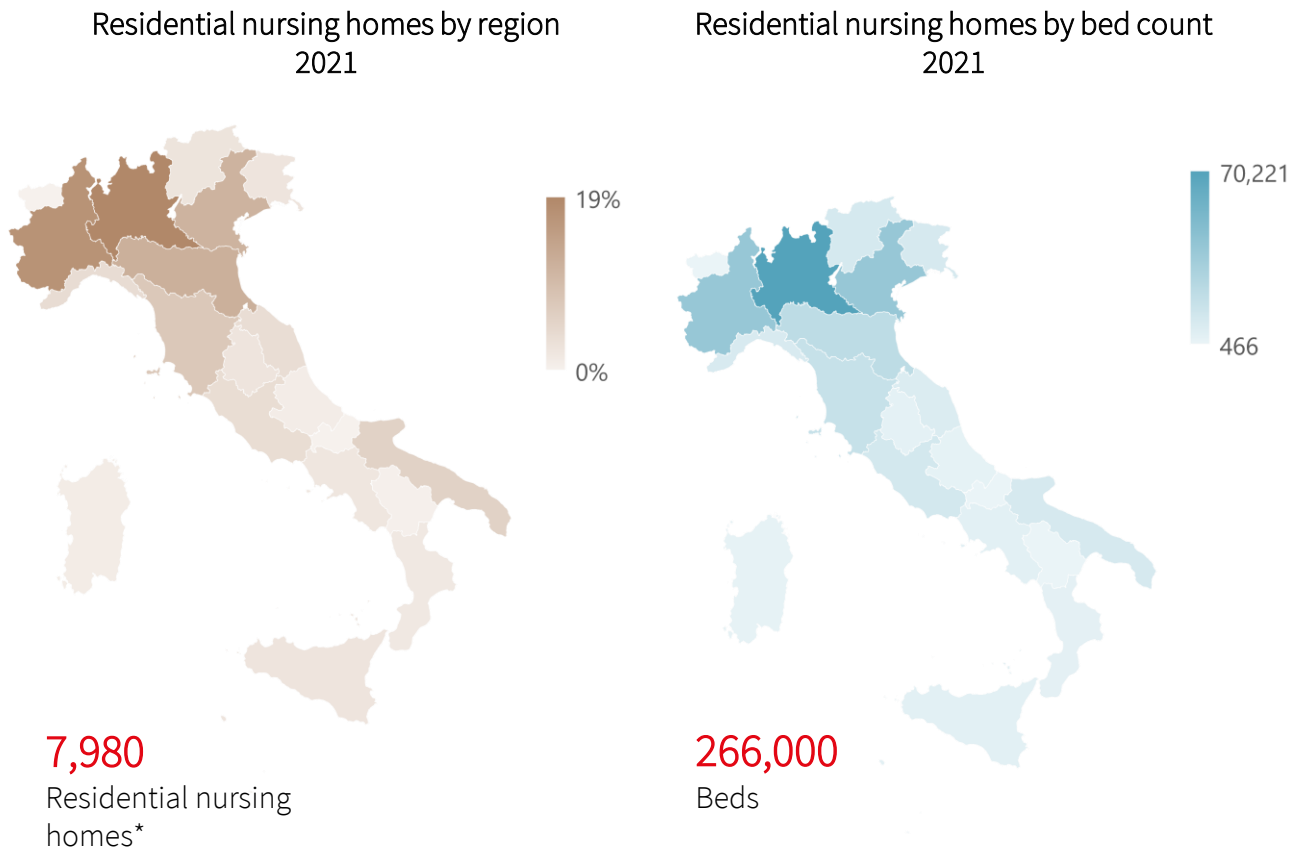 Residential nursing homes by region
2021
19%
0%
7,980
Residential nursing
homes*
Residential nursing homes by bed count
2021
70,221
466
266,000
Beds